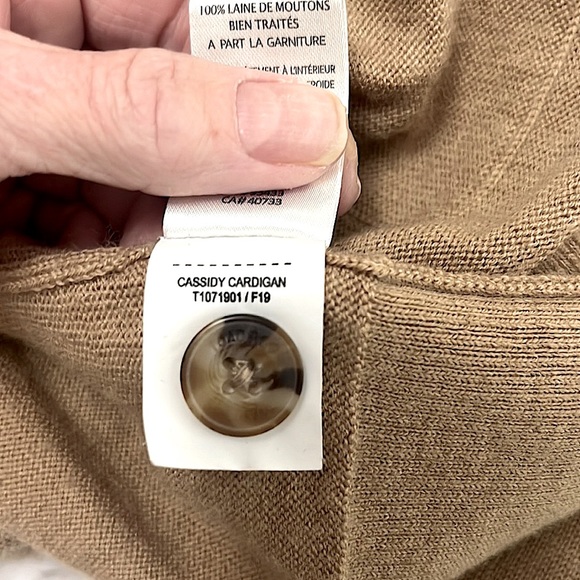 100% LAINE DE MOUTONS
BIEN TRAITÉS
A PART LA GARNITURE
À L'INTÉRIEUR
CA# 40733
CASSIDY CARDIGAN
T1071901 / F19